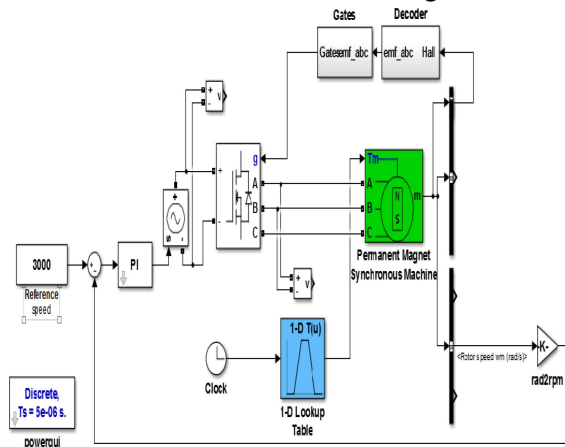 Gates
Decoder
Gates emf_abc
emf_abc Hall
+
-
v
g
+
-
A
B
C
Tm
A
B
C
m
N
S
Permanent Magnet
Synchronous Machine
3000
Reference
speed
PI
+
-
v
1-D T(u)
Clock
1-D Lookup
Table
<Rotor speed wm (rad/s)>
-K-
rad2rpm
Discrete,
Ts = 5e-06 s.
powergui